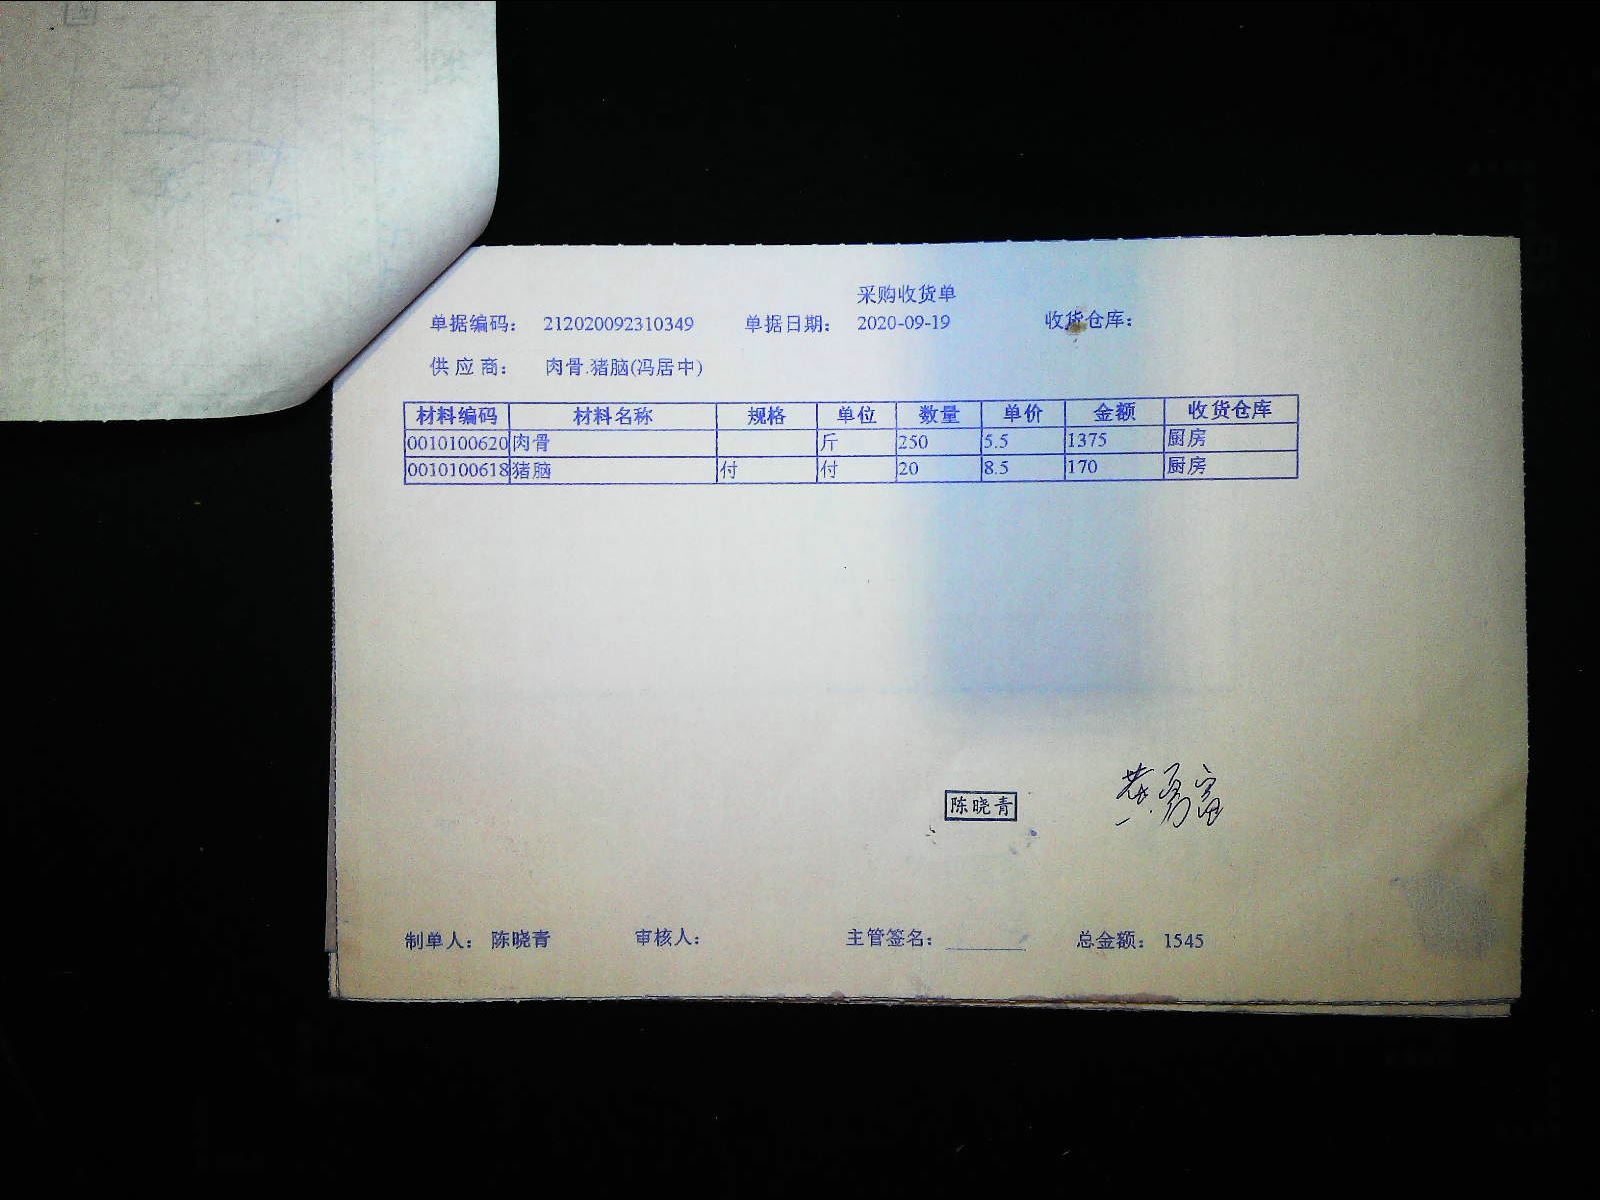 采购收货单
单据编码： 212020092310349 单据日期： 2020-09-19 收货仓库：
供 应 商： 肉骨.猪脑(冯居中)
材料编码 材料名称 规格 单位 数量 单价 金额 收货仓库
0010100620 肉骨 斤 250 5.5 1375 厨房
0010100618 猪脑 付 付 20 8.5 170 厨房
陈晓青
制单人： 陈晓青 审核人： 主管签名： 总金额： 1545